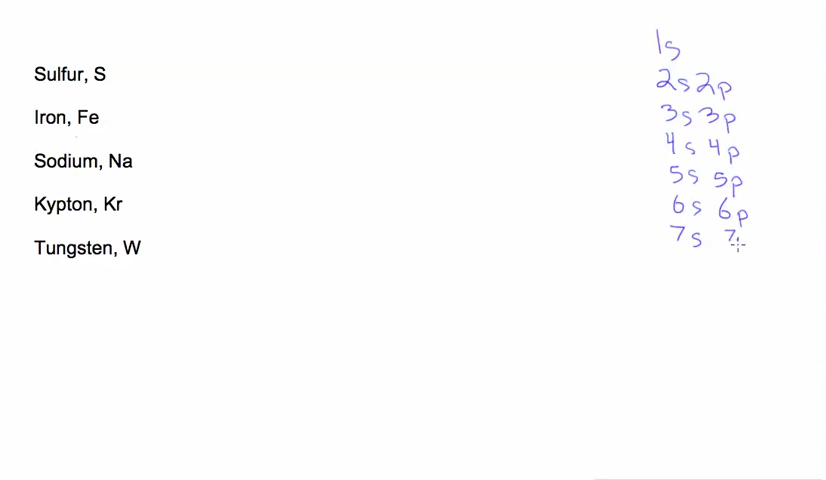 Sulfur, S
Iron, Fe
Sodium, Na
Kypton, Kr
Tungsten, W
1s
2s 2p
3s 3p
4s 4p
5s 5p
6s 6p
7s 7